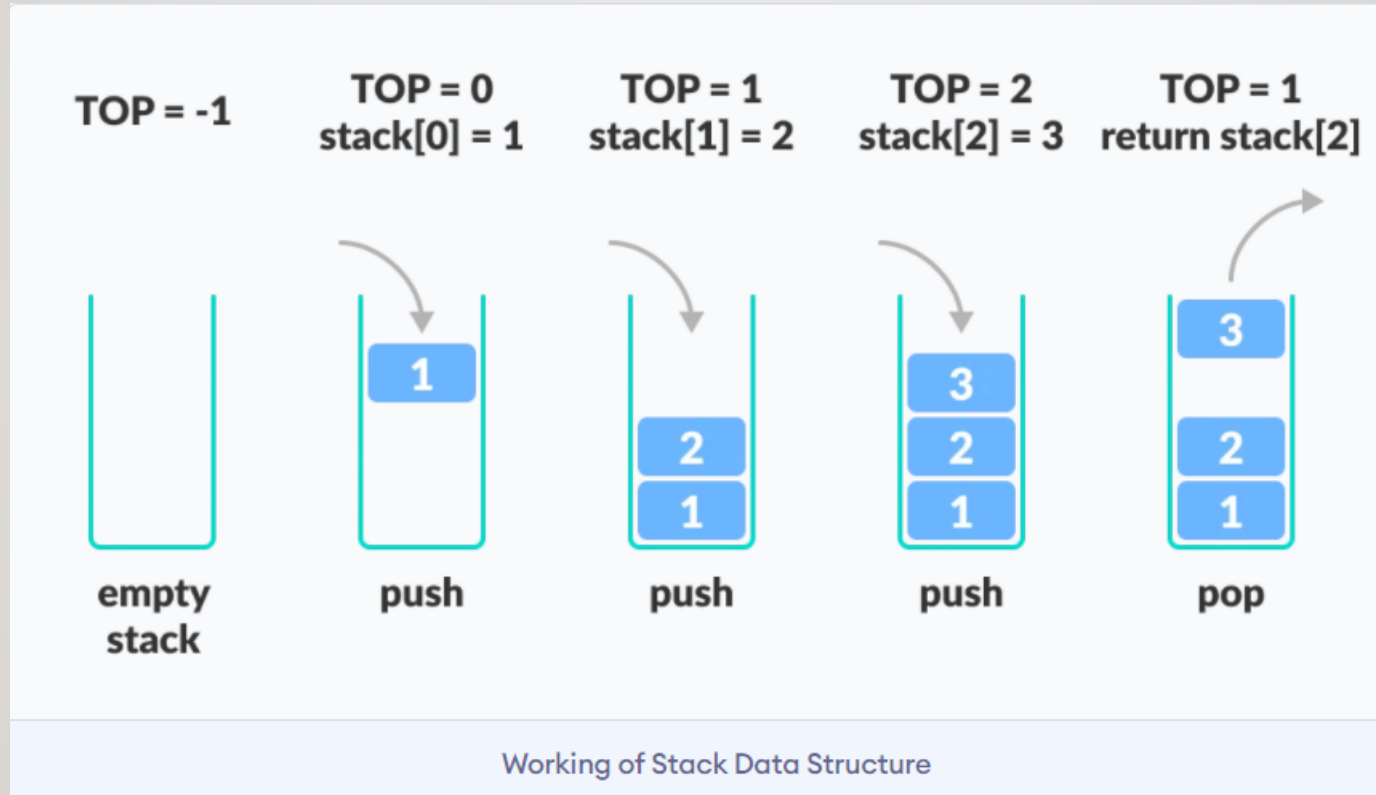 TOP = -1
TOP = 0
stack[0] = 1
TOP = 1
stack[1] = 2
TOP = 2
stack[2] = 3
TOP = 1
return stack[2]
1
2
1
3
2
1
3
2
1
empty
stack
push
push
push
pop
Working of Stack Data Structure